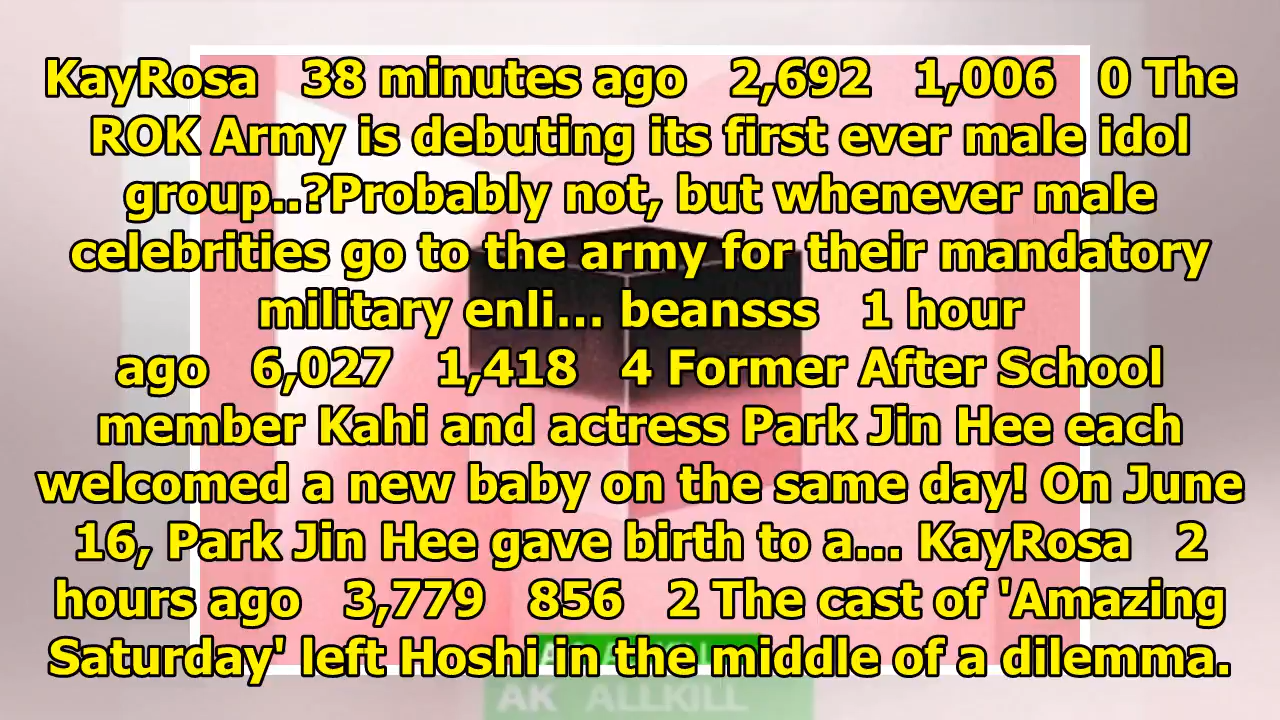 KayRosa 38 minutes ago 2,692 1,006 0 The
ROK Army is debuting its first ever male idol
group..?Probably not, but whenever male
celebrities go to the army for their mandatory
military enli... beansss 1 hour
ago 6,027 1,418 4 Former After School
member Kahi and actress Park Jin Hee each
welcomed a new baby on the same day! On June
16, Park Jin Hee gave birth to a... KayRosa 2
hours ago 3,779 856 2 The cast of 'Amazing
Saturday' left Hoshi in the middle of a dilemma.
AK ALLKILL